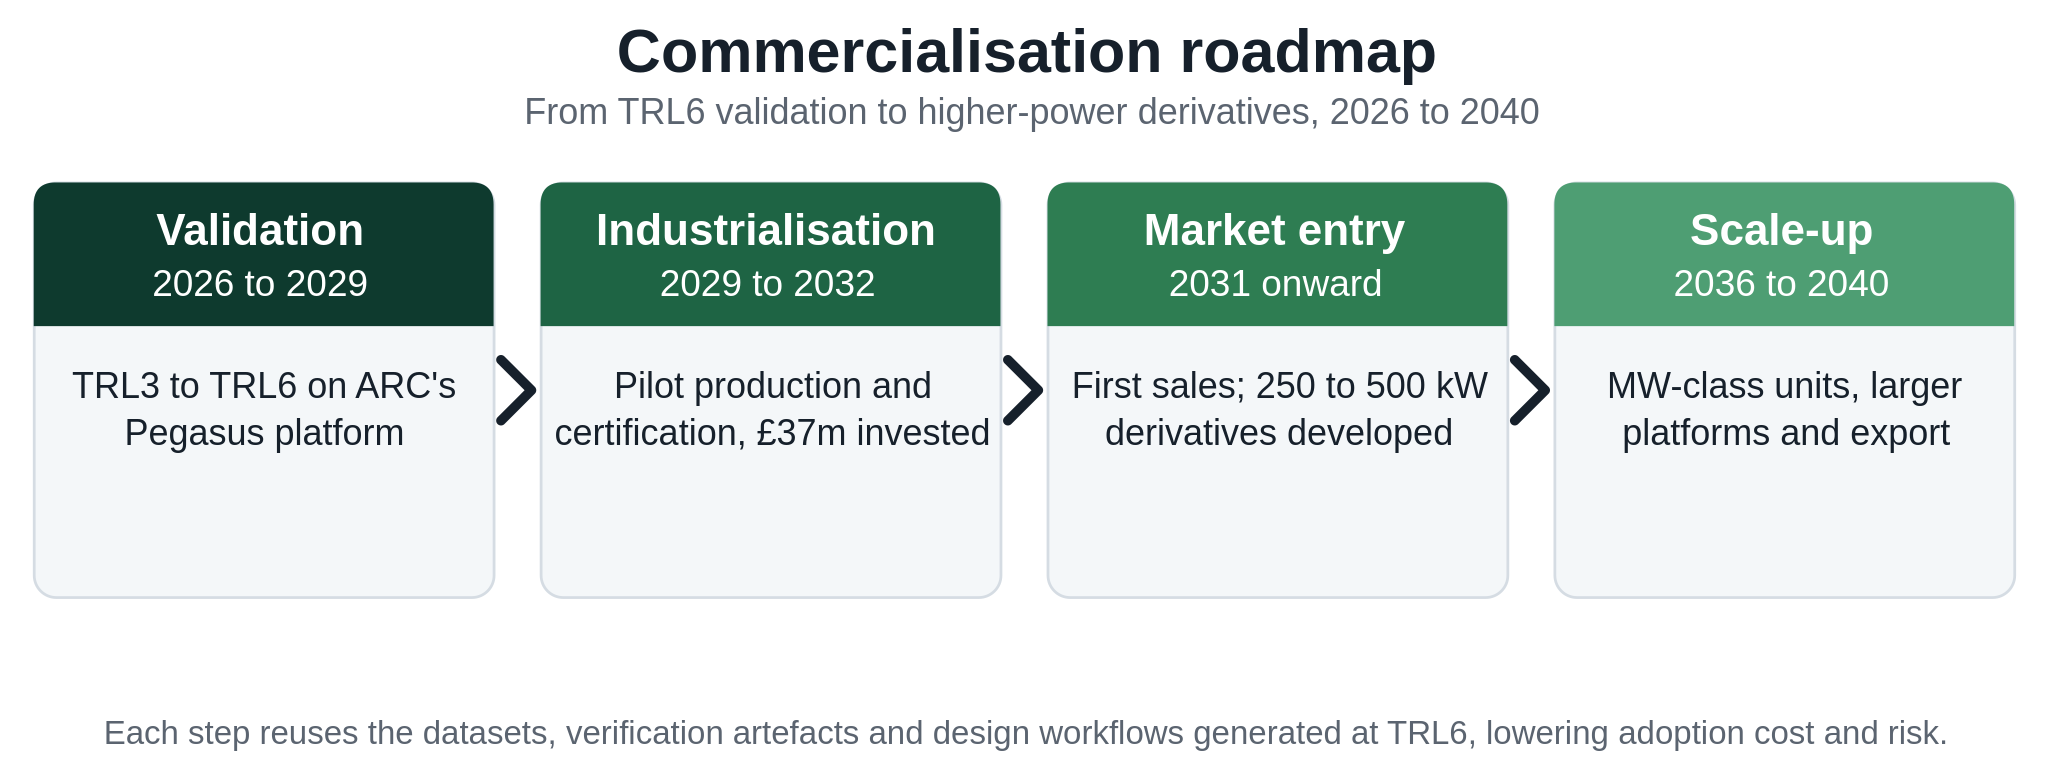 Commercialisation roadmap
From TRL6 validation to higher-power derivatives, 2026 to 2040
Validation
2026 to 2029
TRL3 to TRL6 on ARC's
Pegasus platform
Industrialisation
2029 to 2032
Pilot production and
certification, £37m invested
Market entry
2031 onward
First sales; 250 to 500 kW
derivatives developed
Scale-up
2036 to 2040
MW-class units, larger
platforms and export
Each step reuses the datasets, verification artefacts and design workflows generated at TRL6, lowering adoption cost and risk.